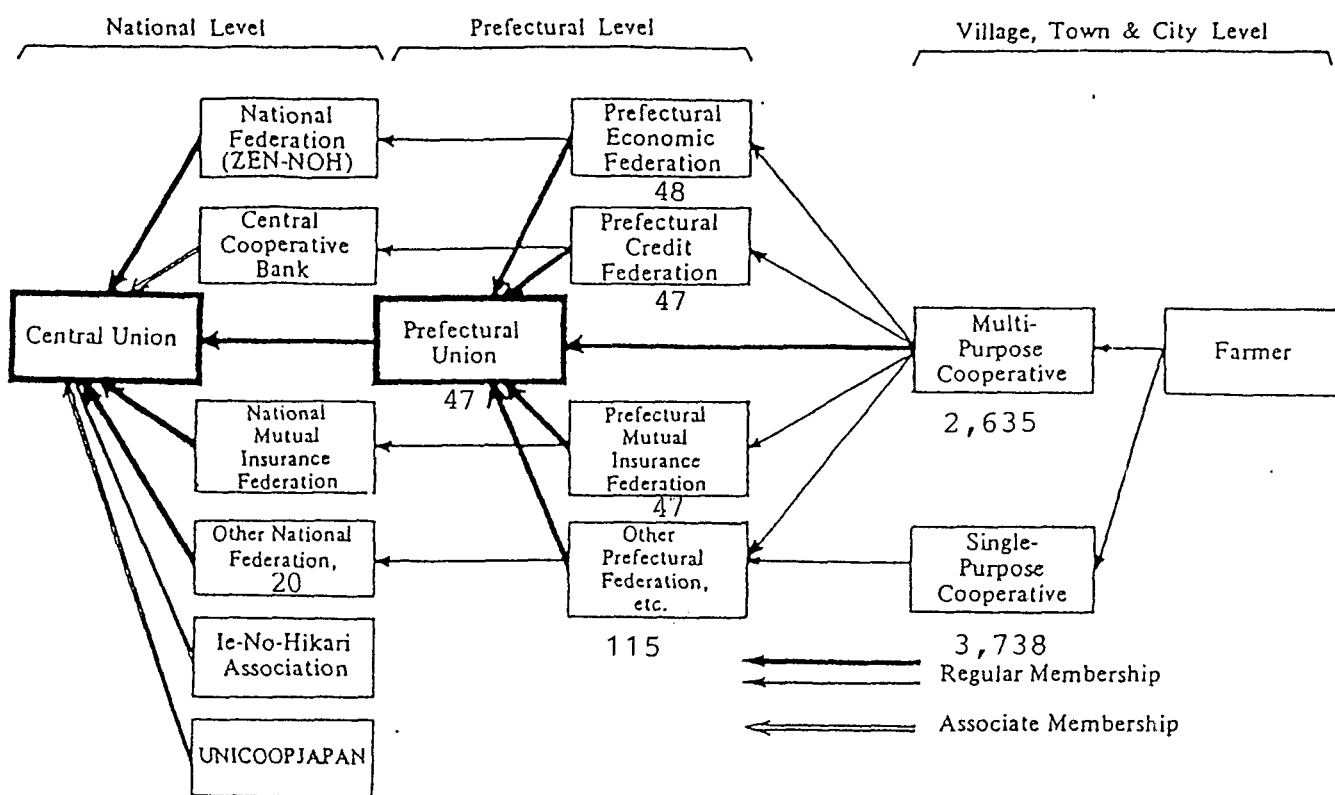 National Level
Prefectural Level
Village, Town & City Level
National
Federation
(ZEN-NOH)
Prefectural
Economic
Federation
48
Central
Cooperative
Bank
Prefectural
Credit
Federation
47
Central Union
Prefectural
Union
47
Multi-
Purpose
Cooperative
2,635
Farmer
National
Mutual
Insurance
Federation
Prefectural
Mutual
Insurance
Federation
47
Other National
Federation,
20
Other
Prefectural
Federation,
etc.
115
Single-
Purpose
Cooperative
3,738
Ie-No-Hikari
Association
UNICOOPJAPAN
Regular Membership
Associate Membership